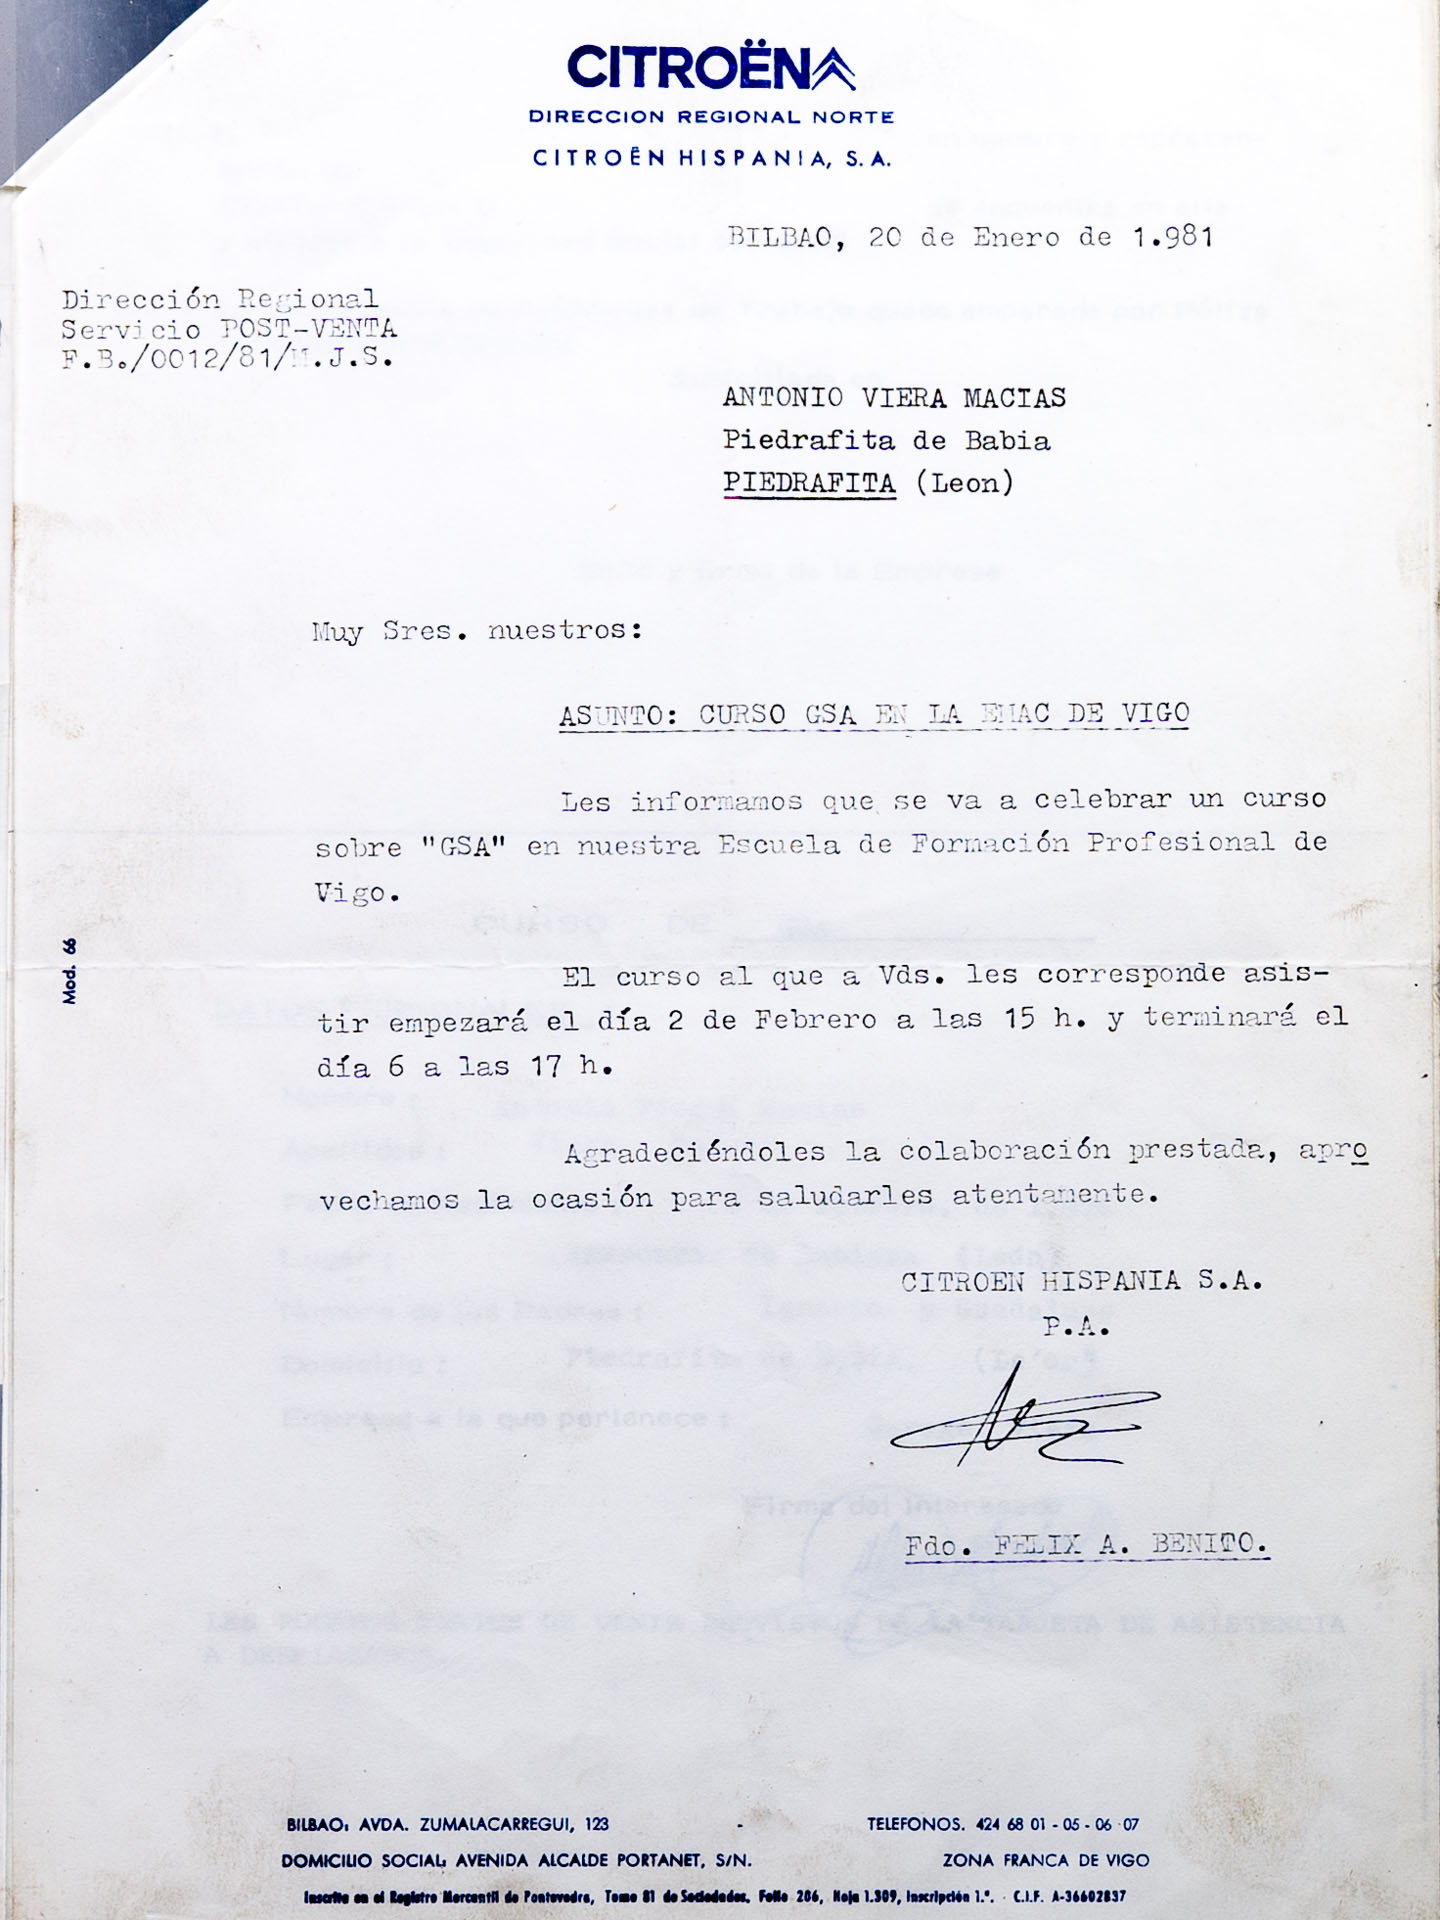 CITROËN
DIRECCION REGIONAL NORTE
CITROËN HISPANIA, S.A.
BILBAO, 20 de Enero de 1.981
Dirección Regional
Servicio POST-VENTA
F.B./0012/81/M.J.S.
ANTONIO VIERA MACIAS
Piedrafita de Babia
PIEDRAFITA (Leon)
Muy Sres. nuestros:
ASUNTO: CURSO GSA EN LA EMAC DE VIGO
Les informamos que se va a celebrar un curso
sobre "GSA" en nuestra Escuela de Formación Profesional de
Vigo.
Mod. 66
El curso al que a Vds. les corresponde asis-
tir empezará el día 2 de Febrero a las 15 h. y terminará el
día 6 a las 17 h.
Agradeciéndoles la colaboración prestada, apro
vechamos la ocasión para saludarles atentamente.
CITROEN HISPANIA S.A.
P.A.
Fdo. FELIX A. BENITO.
BILBAO: AVDA. ZUMALACARREGUI, 123 - TELEFONOS. 424 68 01 - 05 - 06 - 07
DOMICILIO SOCIAL: AVENIDA ALCALDE PORTANET, S/N. ZONA FRANCA DE VIGO
Inscrita en el Registro Mercantil de Pontevedra, Tomo 81 de Sociedades, Folio 206, Hoja 1.309, Inscripción 1.ª. - C.I.F. A-36602837